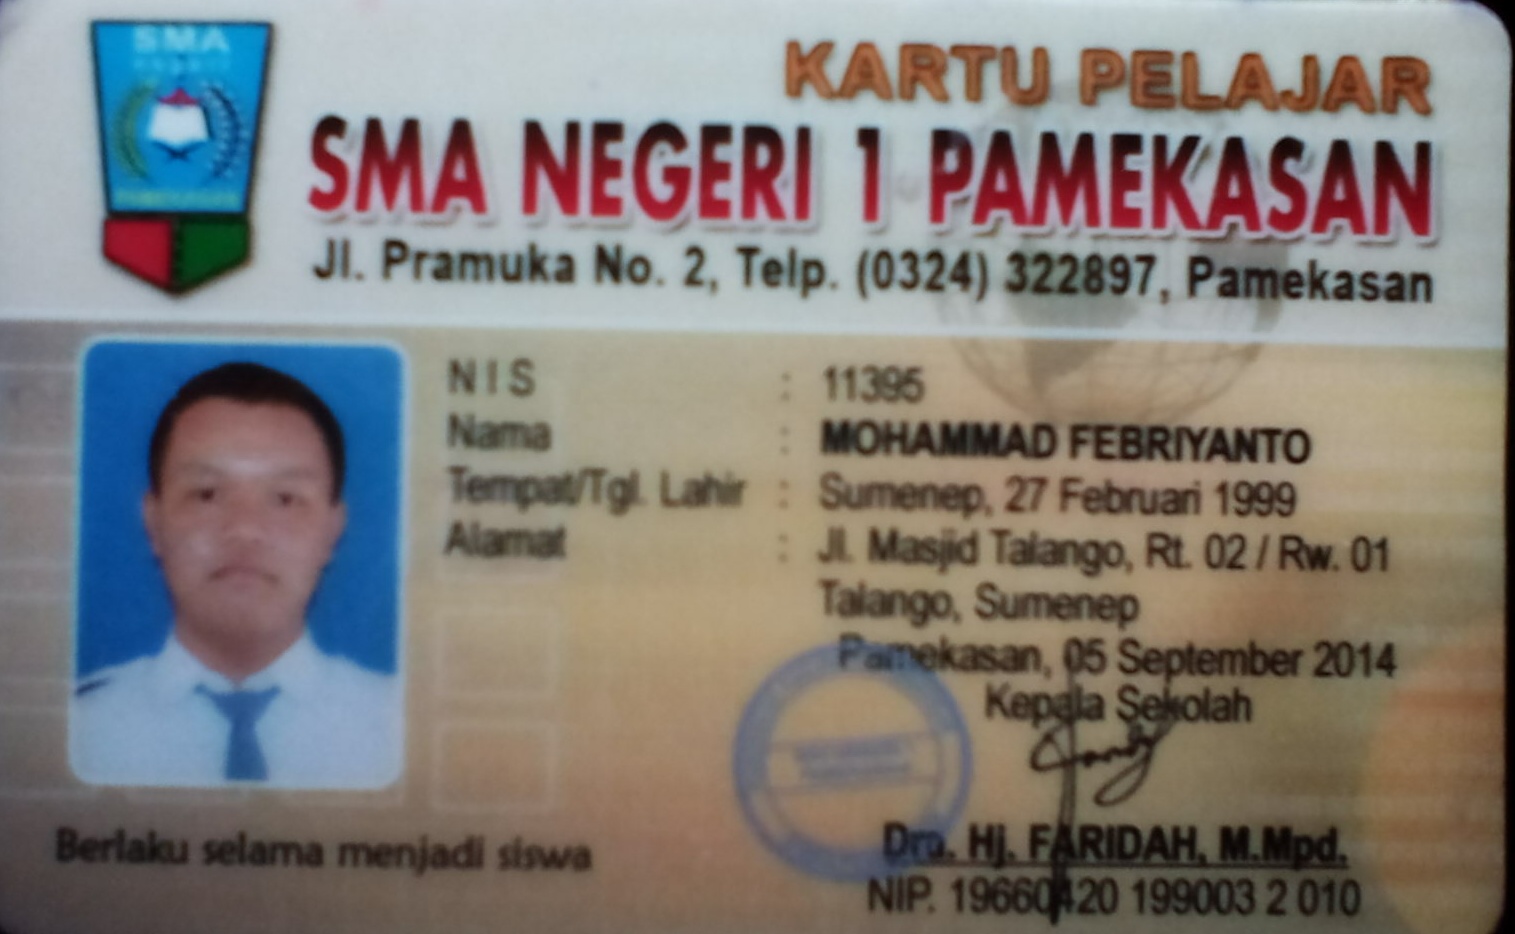 SMA
KARTU PELAJAR
SMA NEGERI 1 PAMEKASAN
Jl. Pramuka No. 2, Telp. (0324) 322897, Pamekasan
NIS : 11395
Nama : MOHAMMAD FEBRIYANTO
Tempat/Tgl. Lahir : Sumenep, 27 Februari 1999
Alamat : Jl. Masjid Talango, Rt. 02 / Rw. 01
Talango, Sumenep
Pamekasan, 05 September 2014
Kepala Sekolah
Dra. Hj. FARIDAH, M.Mpd.
NIP. 19660420 199003 2 010
Berlaku selama menjadi siswa